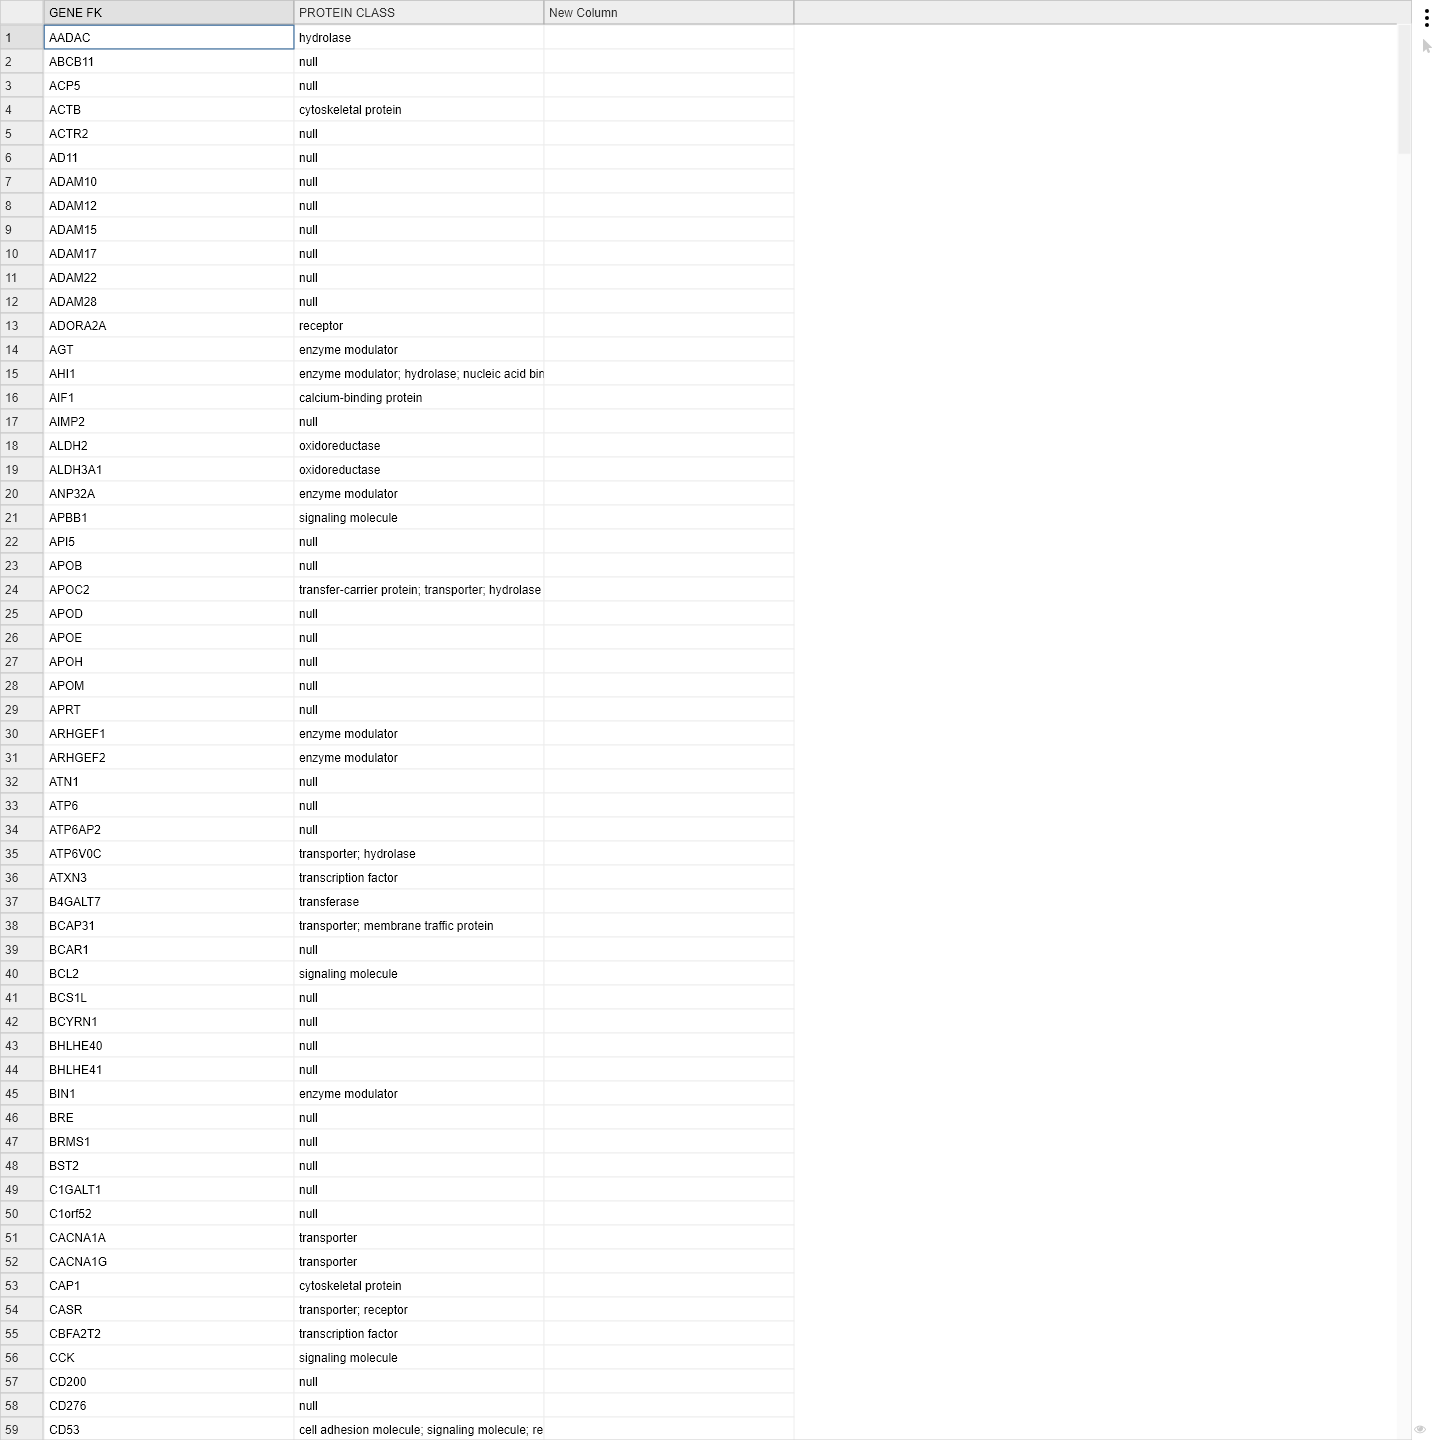 GENE FK PROTEIN CLASS New Column
1 AADAC hydrolase
2 ABCB11 null
3 ACP5 null
4 ACTB cytoskeletal protein
5 ACTR2 null
6 AD11 null
7 ADAM10 null
8 ADAM12 null
9 ADAM15 null
10 ADAM17 null
11 ADAM22 null
12 ADAM28 null
13 ADORA2A receptor
14 AGT enzyme modulator
15 AHI1 enzyme modulator; hydrolase; nucleic acid bin
16 AIF1 calcium-binding protein
17 AIMP2 null
18 ALDH2 oxidoreductase
19 ALDH3A1 oxidoreductase
20 ANP32A enzyme modulator
21 APBB1 signaling molecule
22 API5 null
23 APOB null
24 APOC2 transfer-carrier protein; transporter; hydrolase
25 APOD null
26 APOE null
27 APOH null
28 APOM null
29 APRT null
30 ARHGEF1 enzyme modulator
31 ARHGEF2 enzyme modulator
32 ATN1 null
33 ATP6 null
34 ATP6AP2 null
35 ATP6V0C transporter; hydrolase
36 ATXN3 transcription factor
37 B4GALT7 transferase
38 BCAP31 transporter; membrane traffic protein
39 BCAR1 null
40 BCL2 signaling molecule
41 BCS1L null
42 BCYRN1 null
43 BHLHE40 null
44 BHLHE41 null
45 BIN1 enzyme modulator
46 BRE null
47 BRMS1 null
48 BST2 null
49 C1GALT1 null
50 C1orf52 null
51 CACNA1A transporter
52 CACNA1G transporter
53 CAP1 cytoskeletal protein
54 CASR transporter; receptor
55 CBFA2T2 transcription factor
56 CCK signaling molecule
57 CD200 null
58 CD276 null
59 CD53 cell adhesion molecule; signaling molecule; re